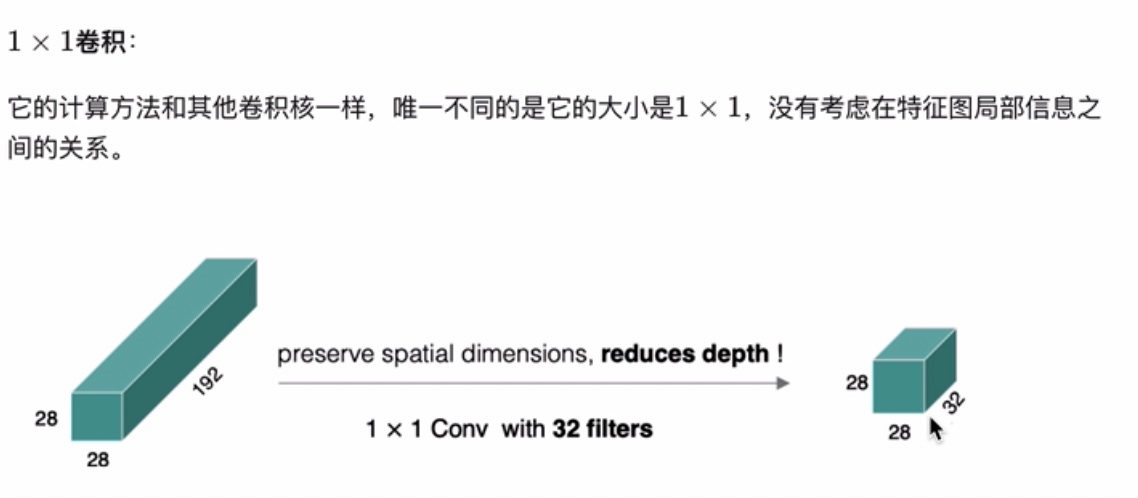 1 × 1卷积：
它的计算方法和其他卷积核一样，唯一不同的是它的大小是1 × 1，没有考虑在特征图局部信息之
间的关系。
preserve spatial dimensions, reduces depth !
192
28
28
1 × 1 Conv with 32 filters
28
32
28